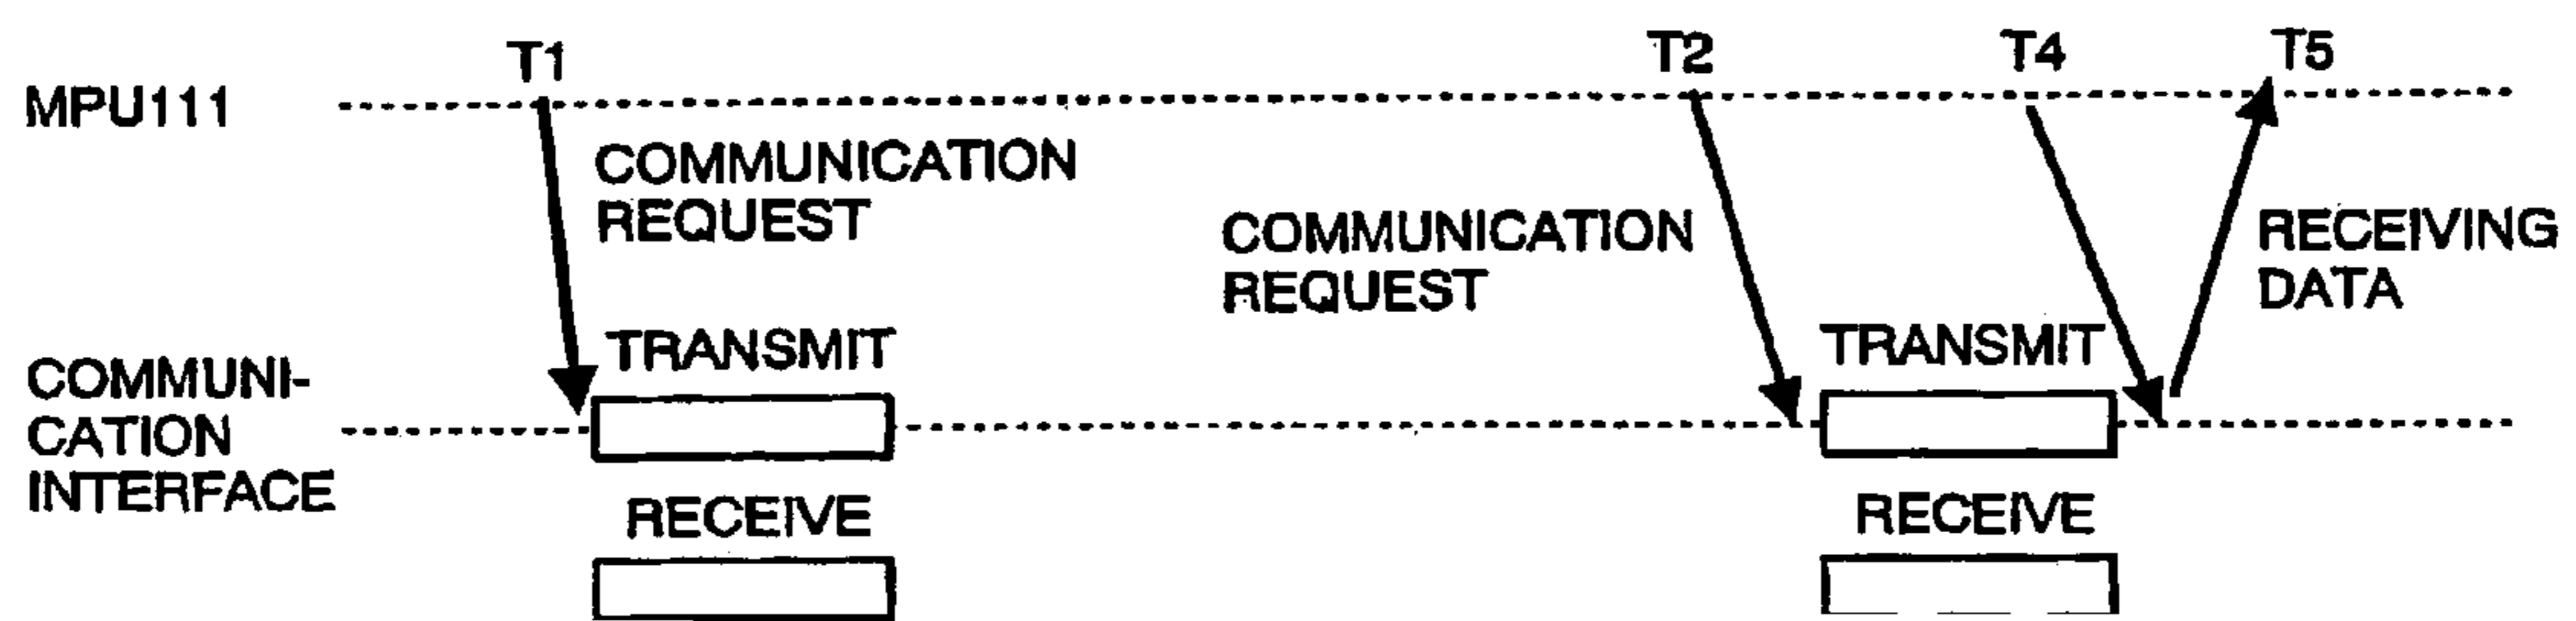 T1
T2
T4
T5
MPU111
COMMUNICATION
REQUEST
COMMUNICATION
REQUEST
RECEIVING
DATA
TRANSMIT
TRANSMIT
COMMUNI-
CATION
INTERFACE
RECEIVE
RECEIVE